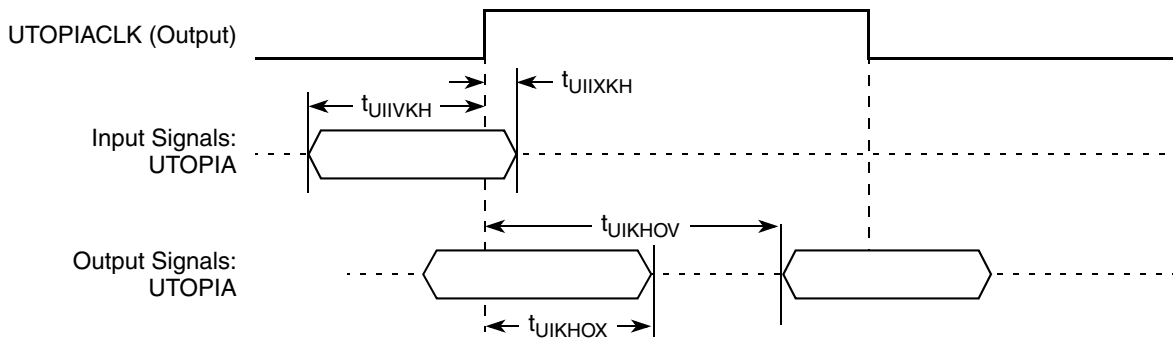 UTOPIACLK (Output)
tUIIXKH
tUIIVKH
Input Signals:
UTOPIA
tUIKHOV
Output Signals:
UTOPIA
tUIKHOX